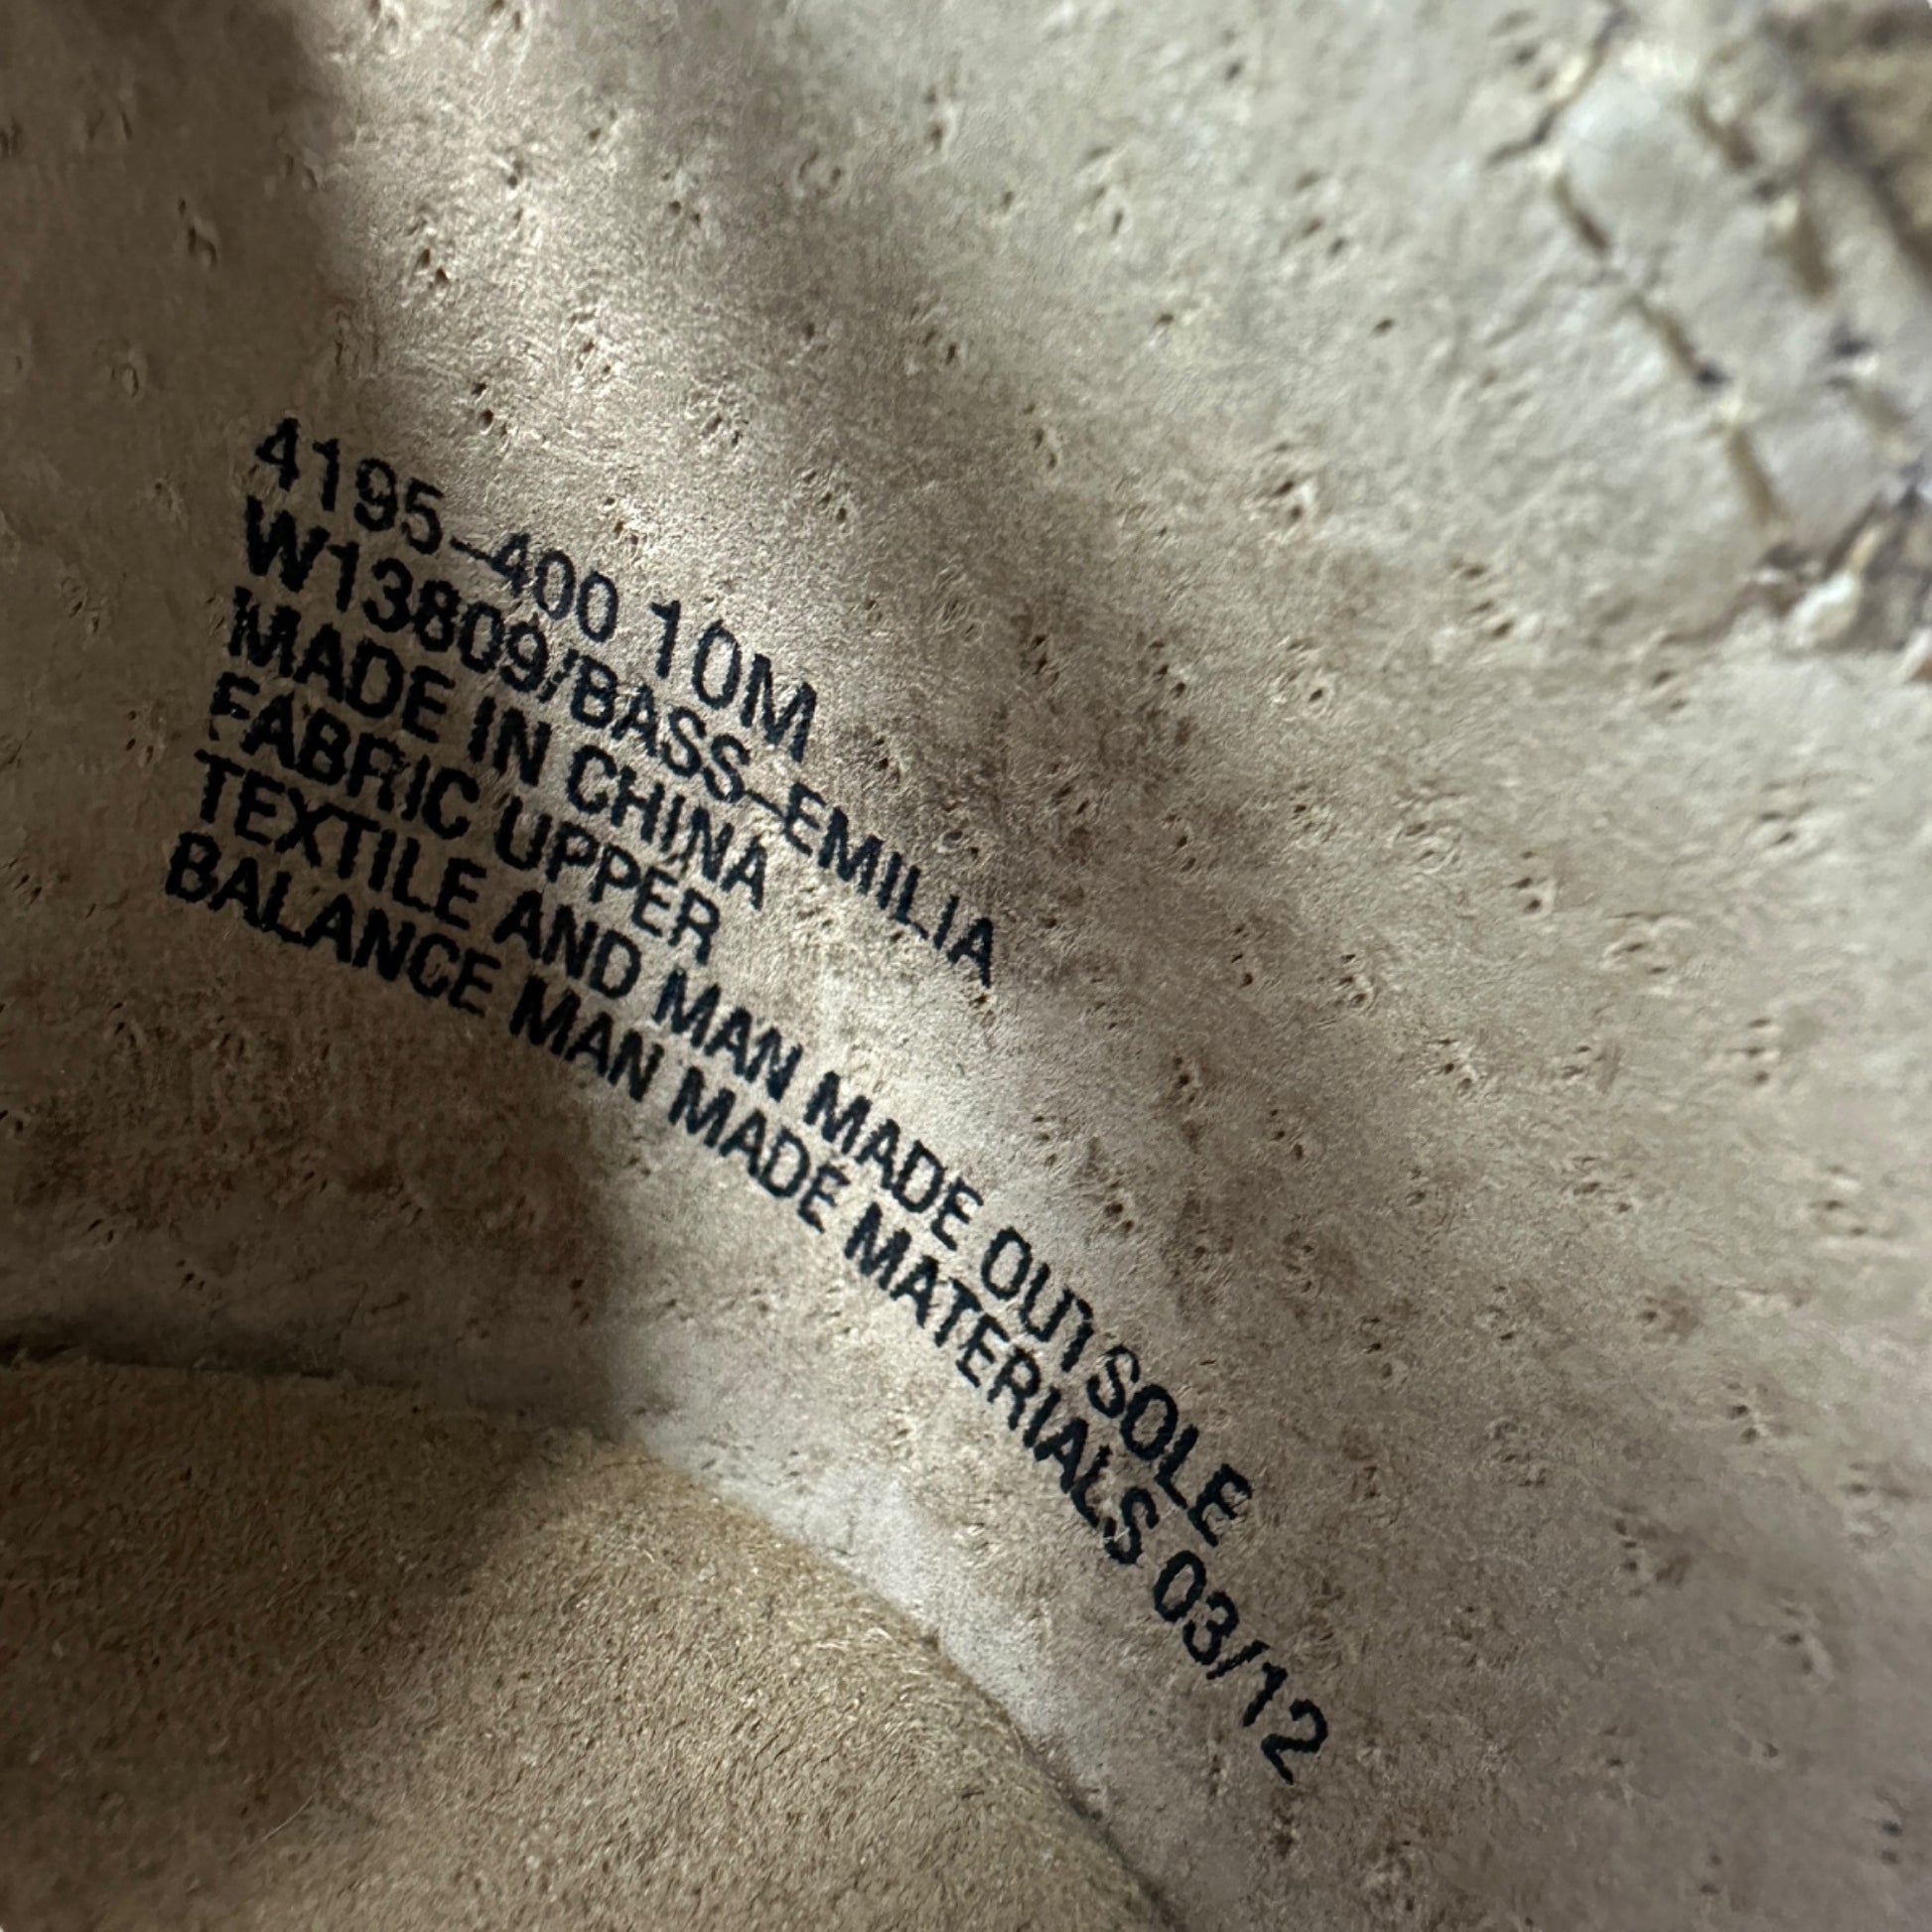 4195-400 10M
W13809/BASS-EMILIA
MADE IN CHINA
FABRIC UPPER
TEXTILE AND MAN MADE OUTSOLE
BALANCE MAN MADE MATERIALS 03/12